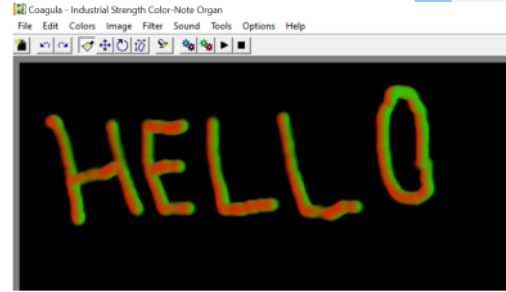 Coagula - Industrial Strength Color-Note Organ
File Edit Colors Image Filter Sound Tools Options Help
HELLO